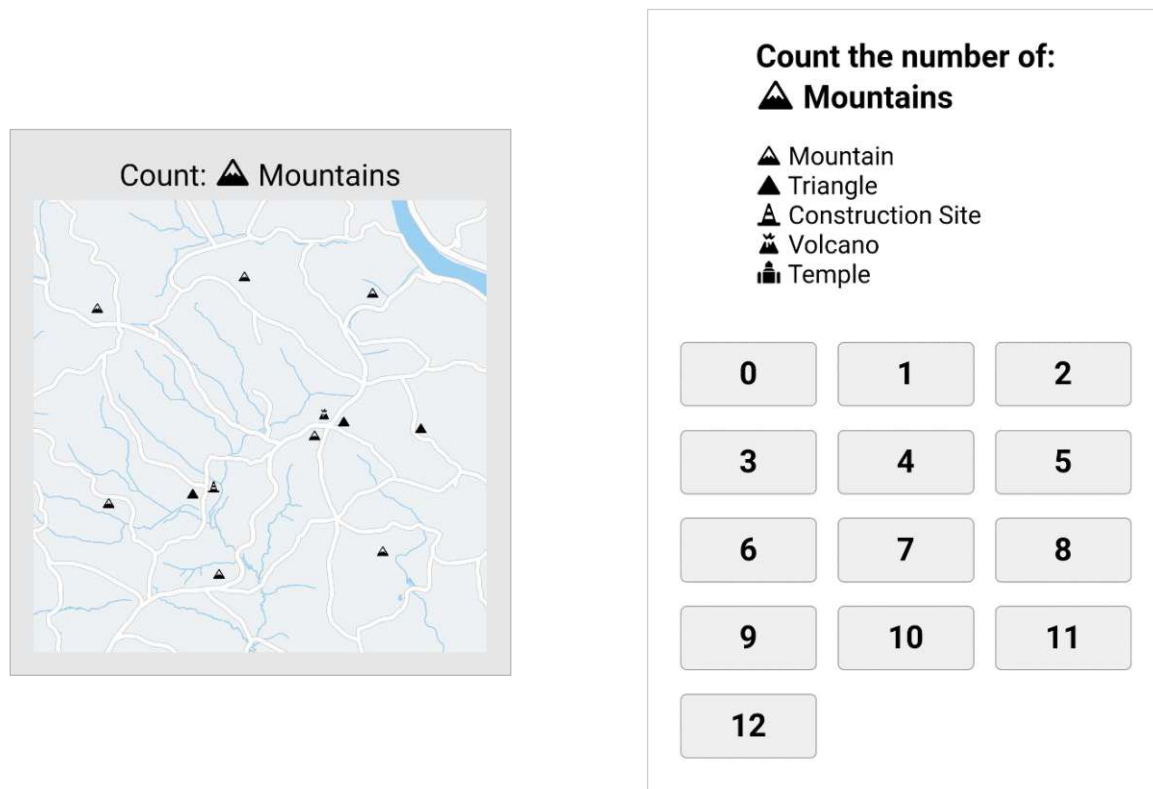 Count: Mountains
Count the number of:
Mountains
Mountain
Triangle
Construction Site
Volcano
Temple
0 1 2
3 4 5
6 7 8
9 10 11
12